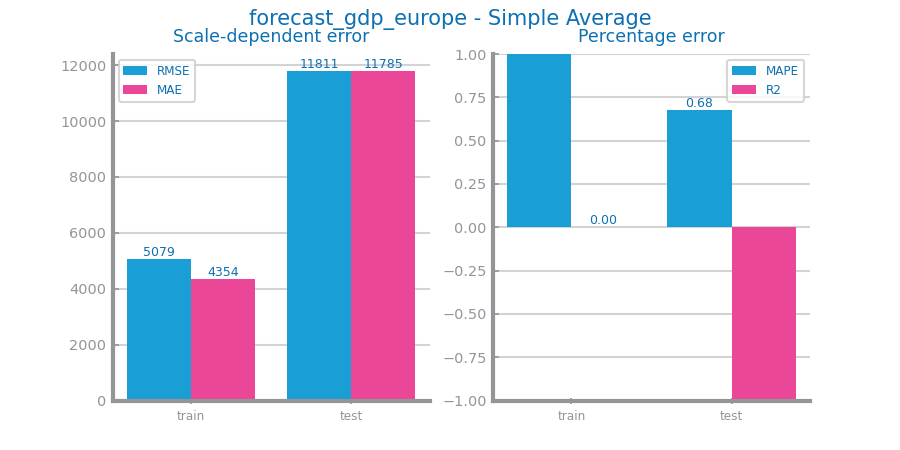 forecast_gdp_europe - Simple Average
Scale-dependent error
12000
10000
8000
6000
4000
2000
0
RMSE
MAE
5079
4354
11811
11785
train
test
Percentage error
1.00
0.75
0.50
0.25
0.00
−0.25
−0.50
−0.75
−1.00
MAPE
R2
0.00
0.68
train
test